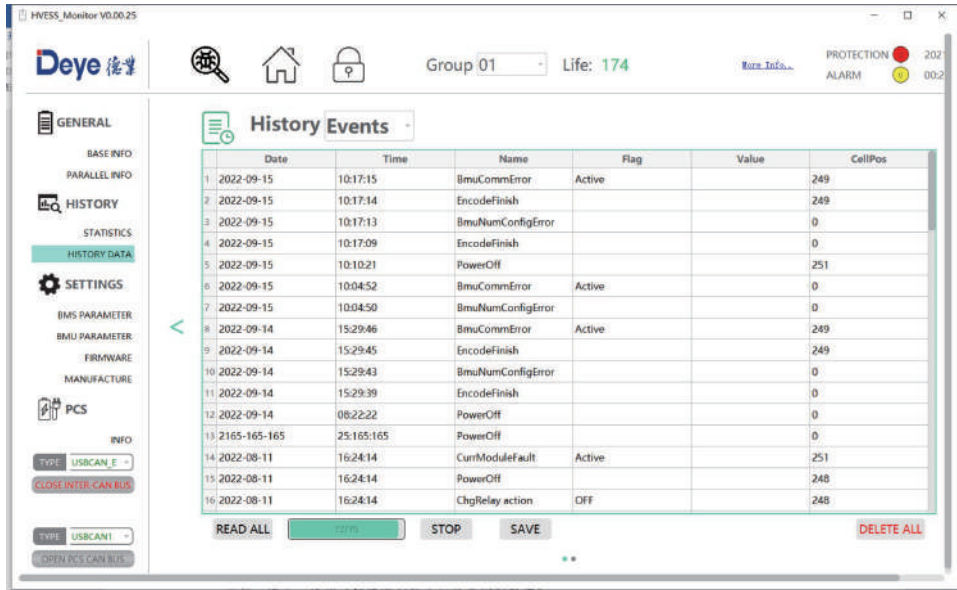 HVESS_Monitor V0.00.25
Deye 德业
Group 01 Life: 174 More Info... PROTECTION 202
ALARM 0 00:2
GENERAL
BASE INFO
PARALLEL INFO
HISTORY
STATISTICS
HISTORY DATA
SETTINGS
BMS PARAMETER
BMU PARAMETER
FIRMWARE
MANUFACTURE
PCS
INFO
TYPE USBCAN_E
CLOSE INTER-CAN BUS
TYPE USBCAN1
OPEN PCS CAN BUS
<
History Events
Date Time Name Flag Value CellPos
1 2022-09-15 10:17:15 BmuCommError Active 249
2 2022-09-15 10:17:14 EncodeFinish 249
3 2022-09-15 10:17:13 BmuNumConfigError 0
4 2022-09-15 10:17:09 EncodeFinish 0
5 2022-09-15 10:10:21 PowerOff 251
6 2022-09-15 10:04:52 BmuCommError Active 0
7 2022-09-15 10:04:50 BmuNumConfigError 0
8 2022-09-14 15:29:46 BmuCommError Active 249
9 2022-09-14 15:29:45 EncodeFinish 249
10 2022-09-14 15:29:43 BmuNumConfigError 0
11 2022-09-14 15:29:39 EncodeFinish 0
12 2022-09-14 08:22:22 PowerOff 0
13 2165-165-165 25:165:165 PowerOff 0
14 2022-08-11 16:24:14 CurrModuleFault Active 251
15 2022-08-11 16:24:14 PowerOff 248
16 2022-08-11 16:24:14 ChgRelay action OFF 248
READ ALL STOP SAVE DELETE ALL